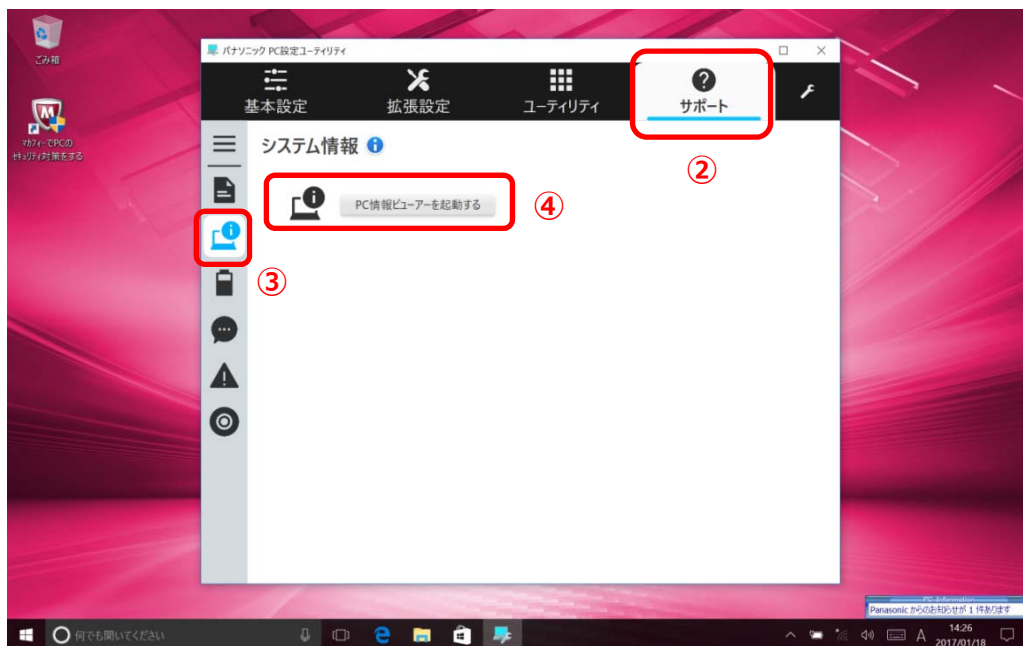 ごみ箱
マカフィーでPCの
セキュリティ対策をする
パナソニック PC設定ユーティリティ
基本設定
拡張設定
ユーティリティ
サポート
②
システム情報
PC情報ビューアーを起動する
④
③
PC Information
Panasonic からのお知らせが 1 件あります
何でも聞いてください
A
14:26
2017/01/18